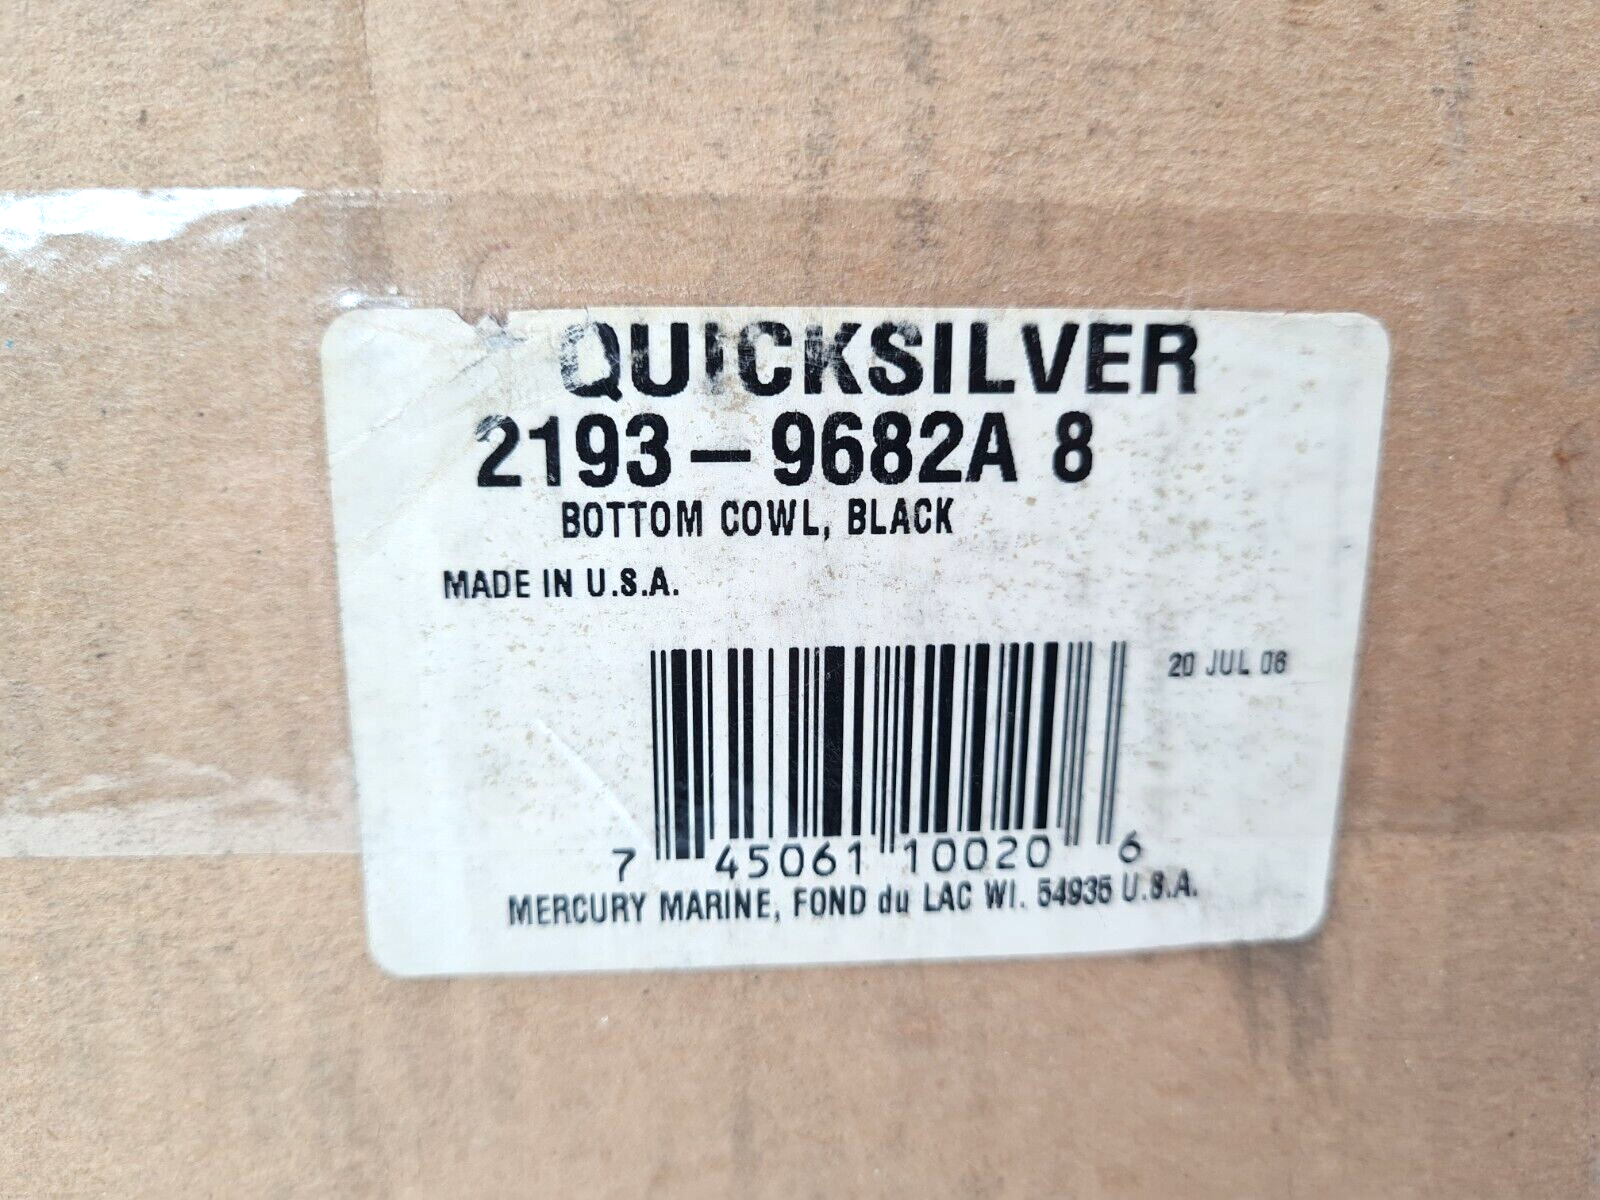 QUICKSILVER
2193-9682A 8
BOTTOM COWL, BLACK
MADE IN U.S.A.
20 JUL 06
7 45061 10020 6
MERCURY MARINE, FOND du LAC WI. 54935 U.S.A.